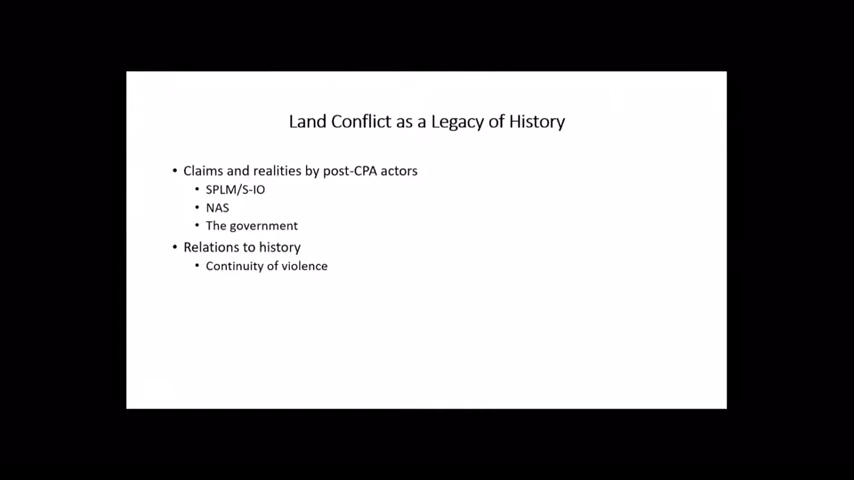 Land Conflict as a Legacy of History
• Claims and realities by post-CPA actors
• SPLM/S-IO
• NAS
• The government
• Relations to history
• Continuity of violence